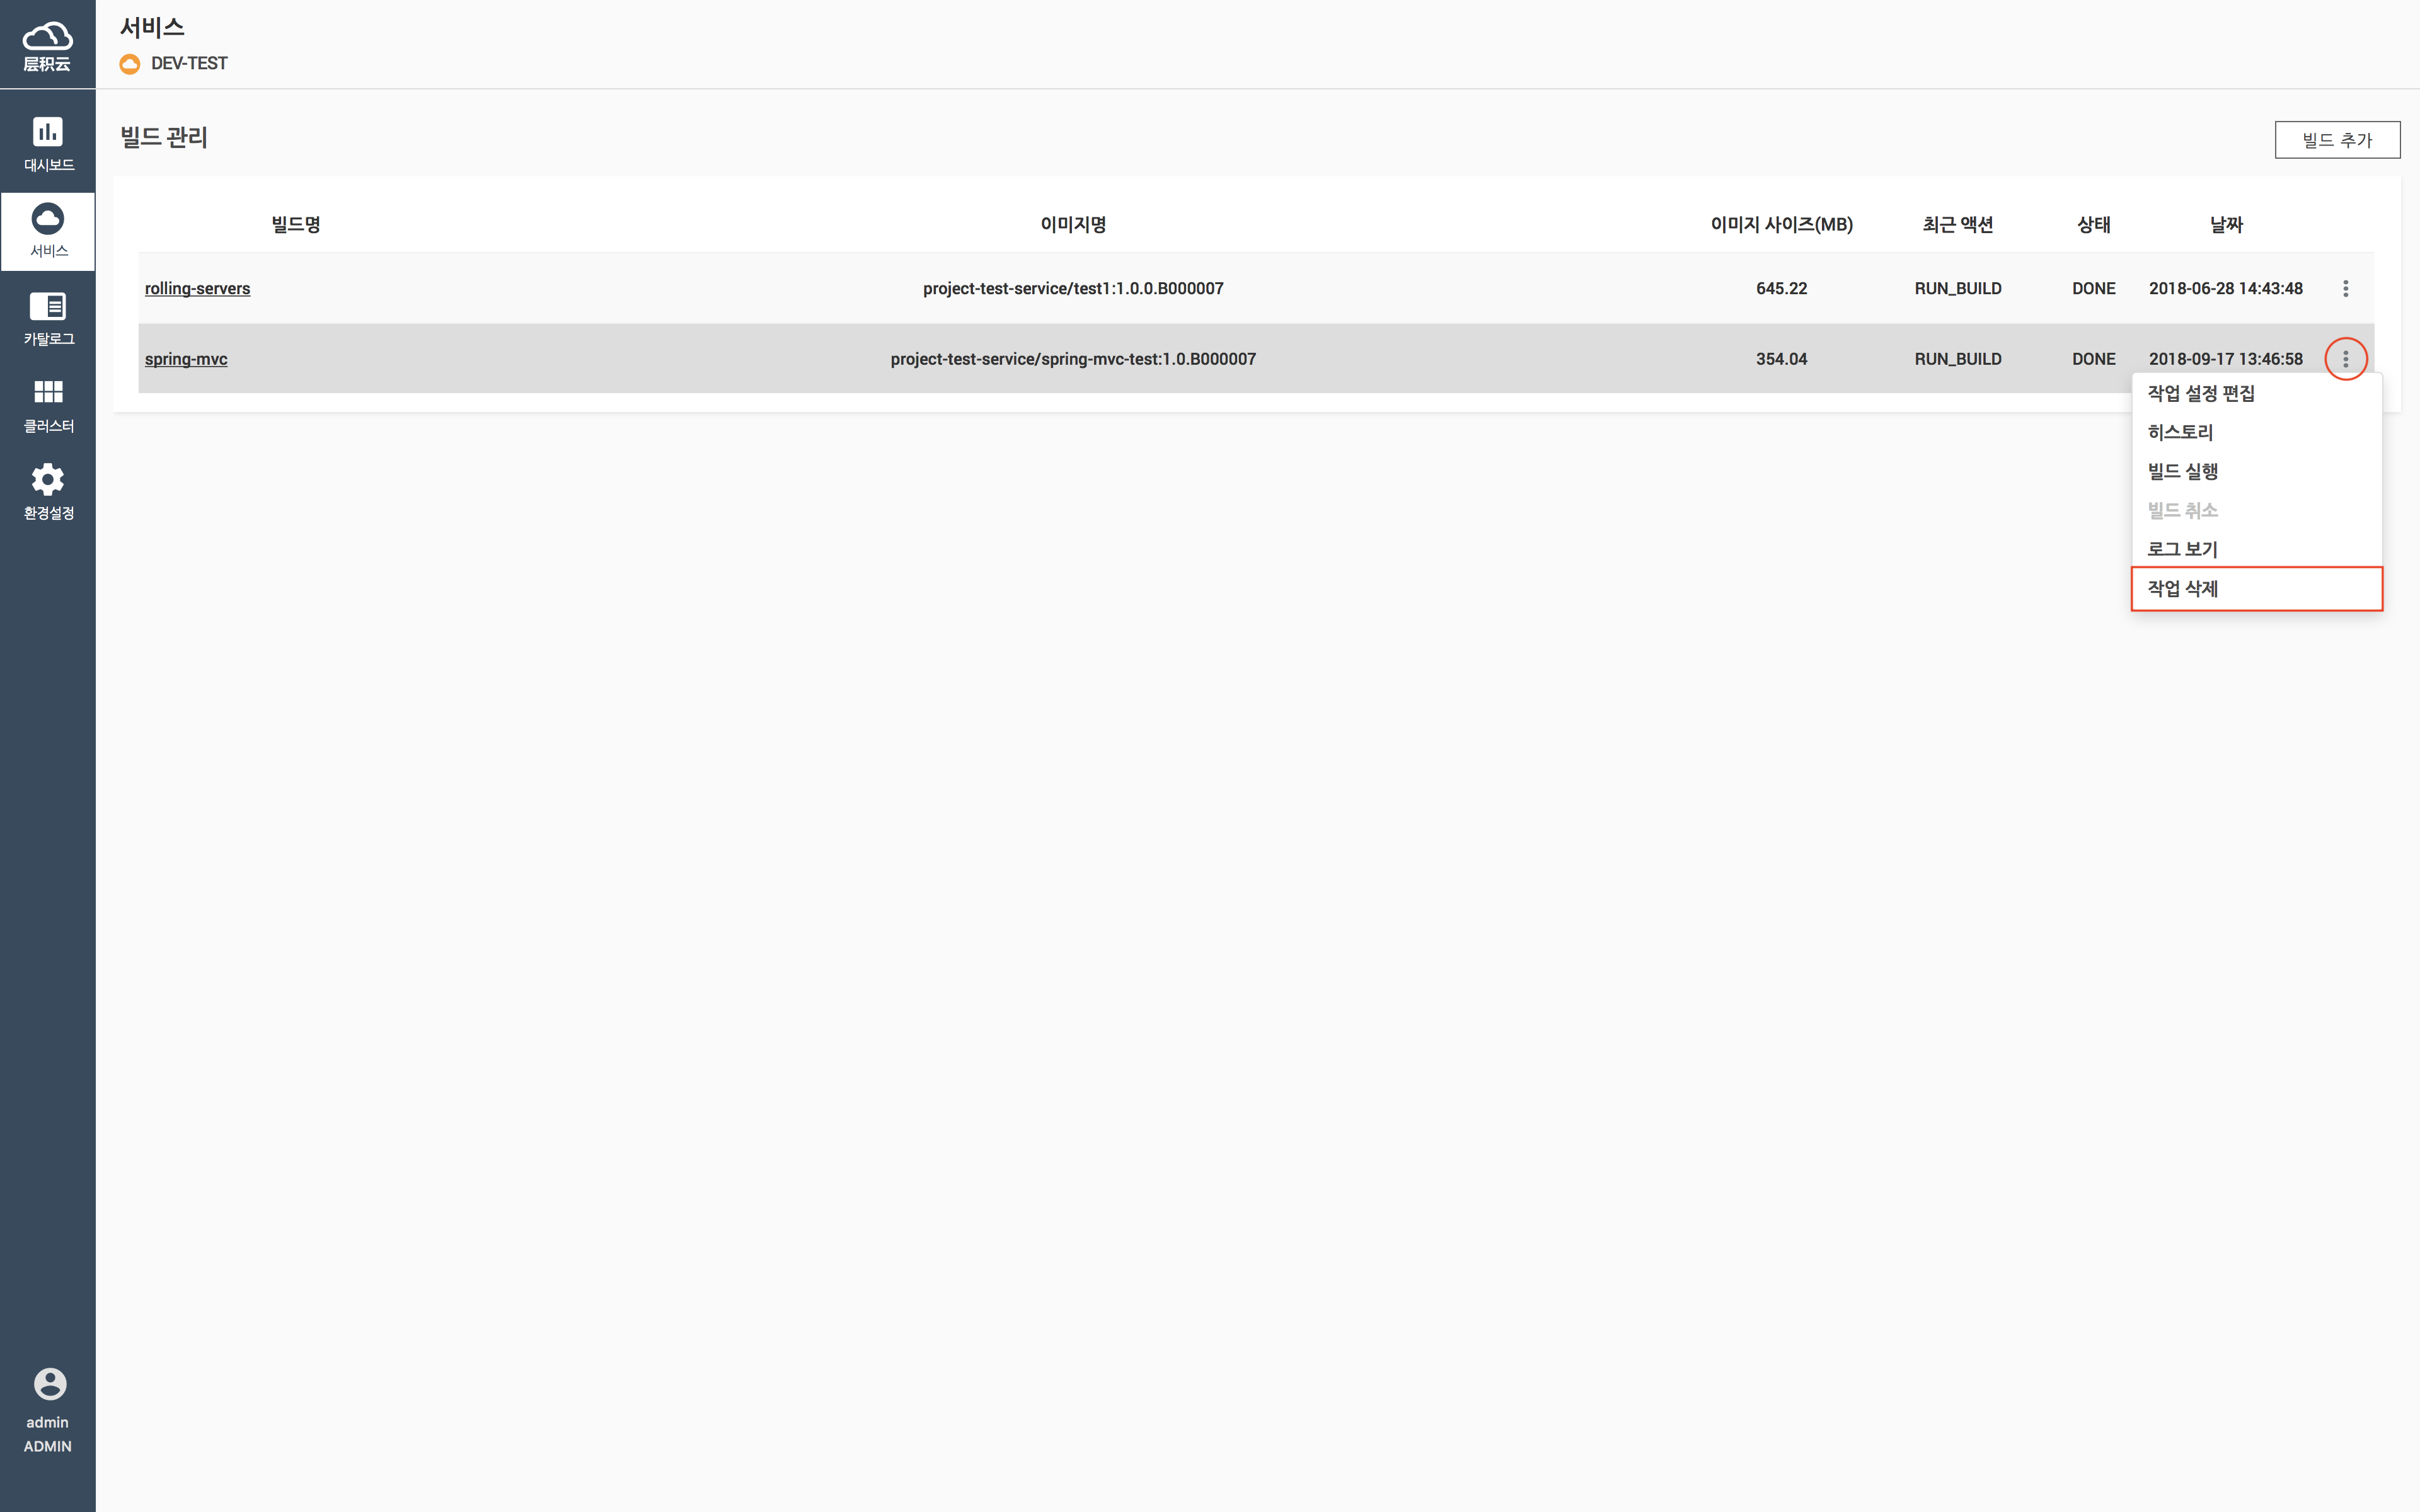 层积云
서비스
DEV-TEST
대시보드
서비스
카탈로그
클러스터
환경설정
admin
ADMIN
빌드 관리
빌드 추가
빌드명 이미지명 이미지 사이즈(MB) 최근 액션 상태 날짜
rolling-servers project-test-service/test1:1.0.0.B000007 645.22 RUN_BUILD DONE 2018-06-28 14:43:48
spring-mvc project-test-service/spring-mvc-test:1.0.B000007 354.04 RUN_BUILD DONE 2018-09-17 13:46:58
작업 설정 편집
히스토리
빌드 실행
빌드 취소
로그 보기
작업 삭제